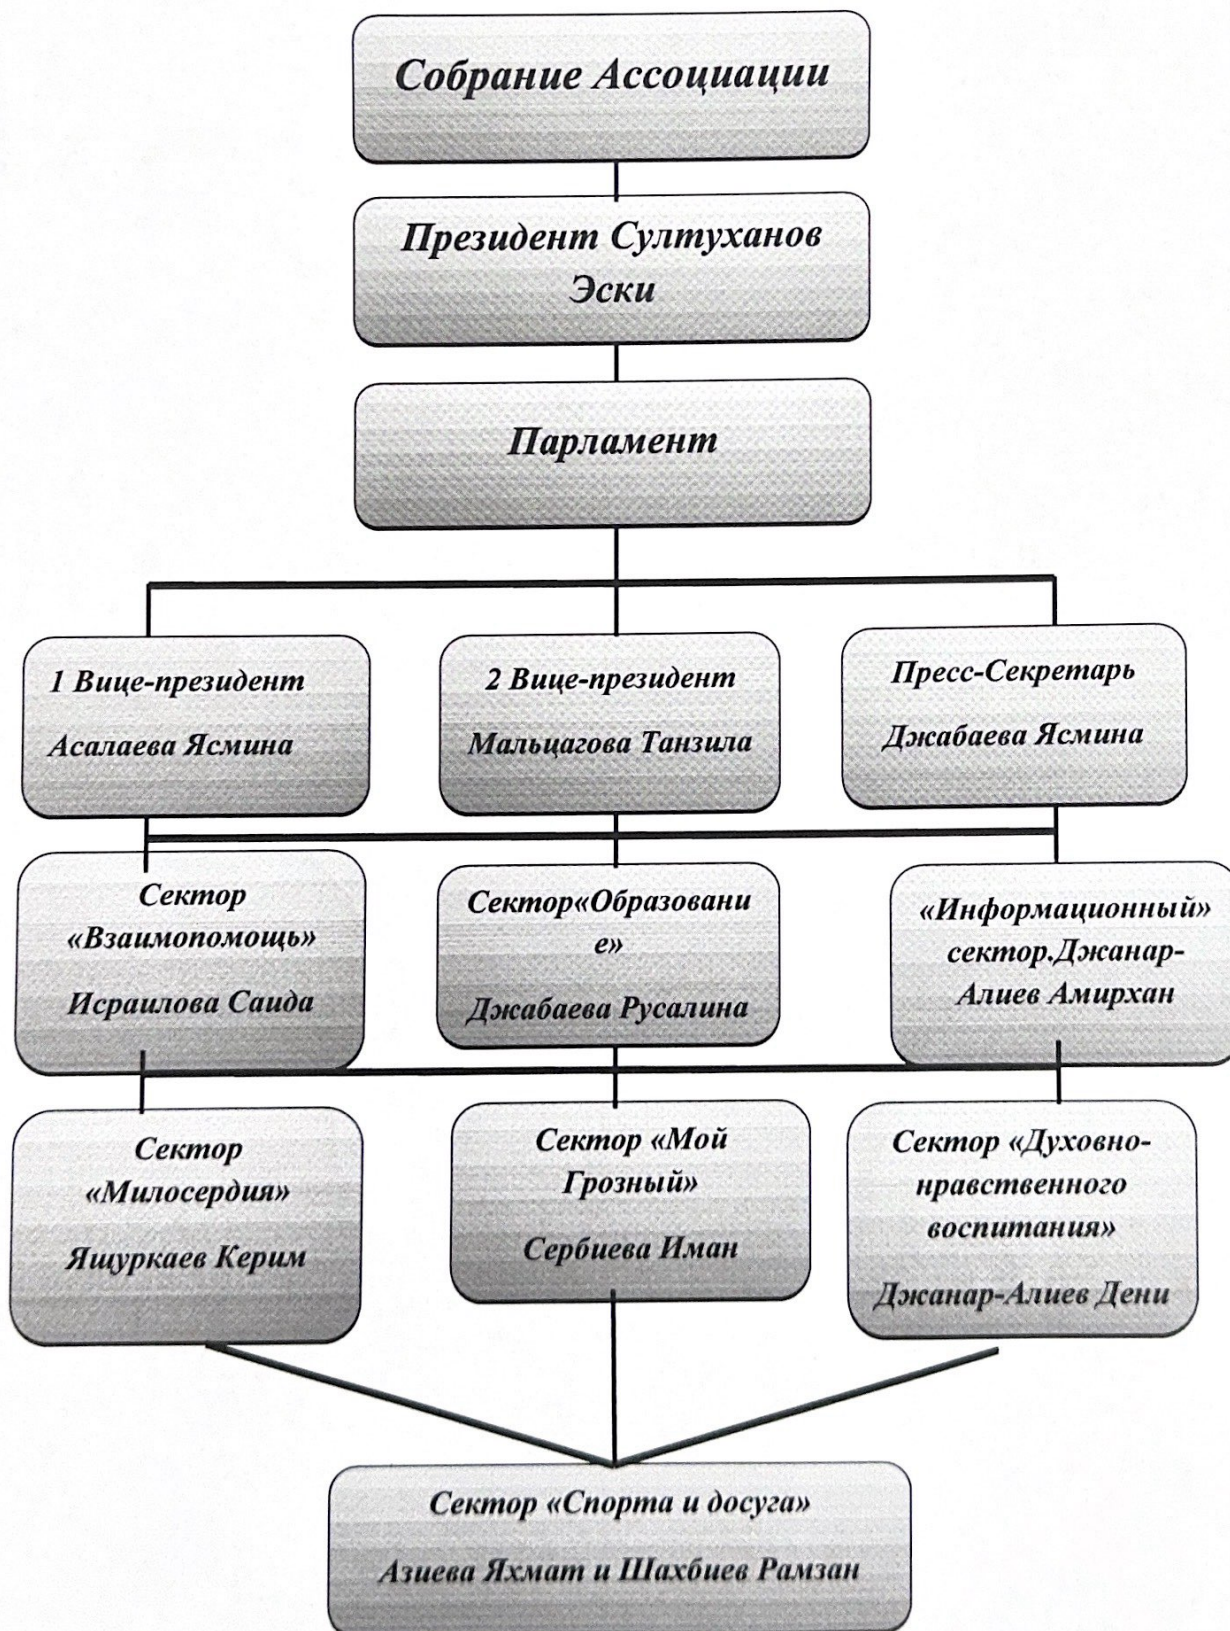 Собрание Ассоциации
Президент Султуханов
Эски
Парламент
1 Вице-президент
Асалаева Ясмина
2 Вице-президент
Мальцагова Танзила
Пресс-Секретарь
Джабаева Ясмина
Сектор
«Взаимопомощь»
Исраилова Саида
Сектор«Образовани
е»
Джабаева Русалина
«Информационный»
сектор.Джанар-
Алиев Амирхан
Сектор
«Милосердия»
Ящуркаев Керим
Сектор «Мой
Грозный»
Сербиева Иман
Сектор «Духовно-
нравственного
воспитания»
Джанар-Алиев Дени
Сектор «Спорта и досуга»
Азиева Яхмат и Шахбиев Рамзан